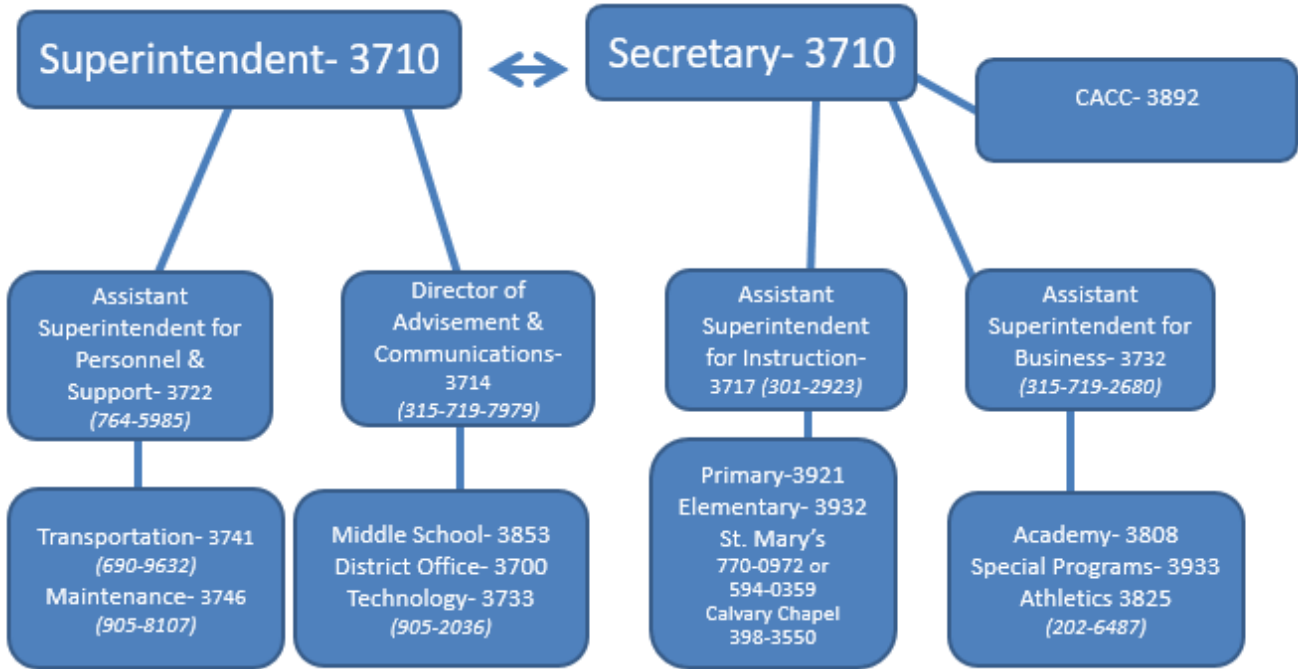 Superintendent- 3710
Secretary- 3710
CACC- 3892
Assistant
Superintendent for
Personnel &
Support- 3722
(764-5985)
Director of
Advisement &
Communications-
3714
(315-719-7979)
Assistant
Superintendent
for Instruction-
3717 (301-2923)
Assistant
Superintendent for
Business- 3732
(315-719-2680)
Transportation- 3741
(690-9632)
Maintenance- 3746
(905-8107)
Middle School- 3853
District Office- 3700
Technology- 3733
(905-2036)
Primary-3921
Elementary- 3932
St. Mary’s
770-0972 or
594-0359
Calvary Chapel
398-3550
Academy- 3808
Special Programs- 3933
Athletics 3825
(202-6487)